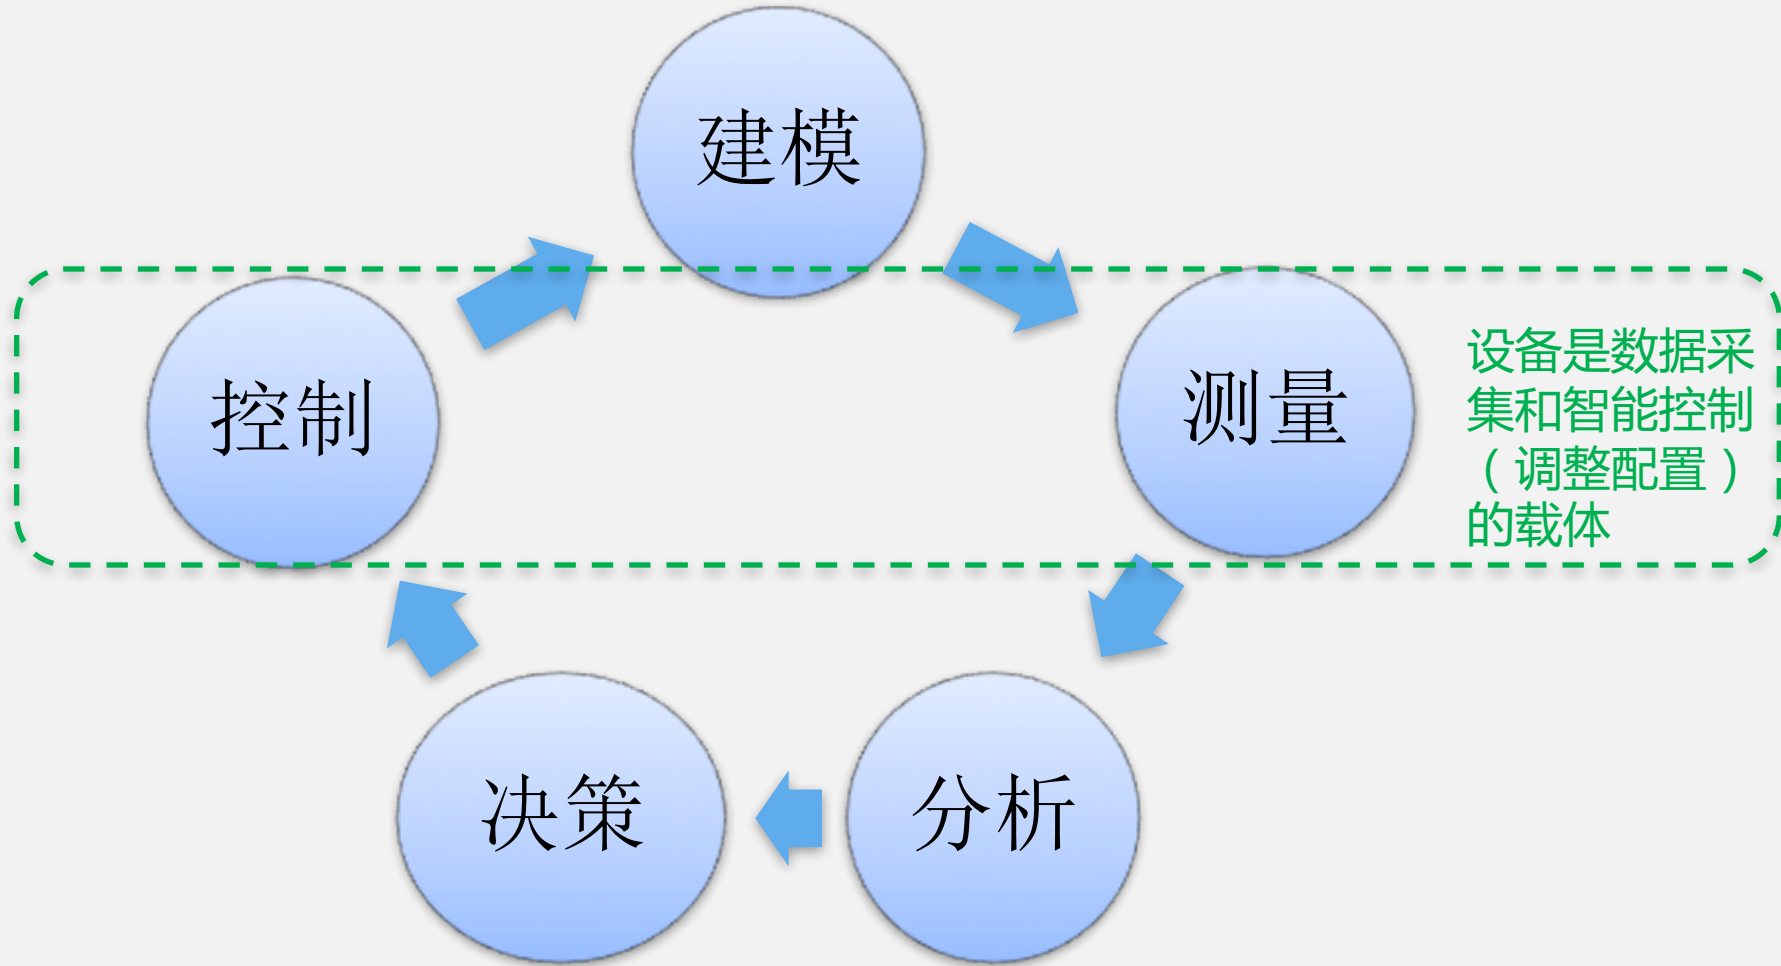 建模
控制
测量
设备是数据采
集和智能控制
（调整配置）
的载体
决策
分析